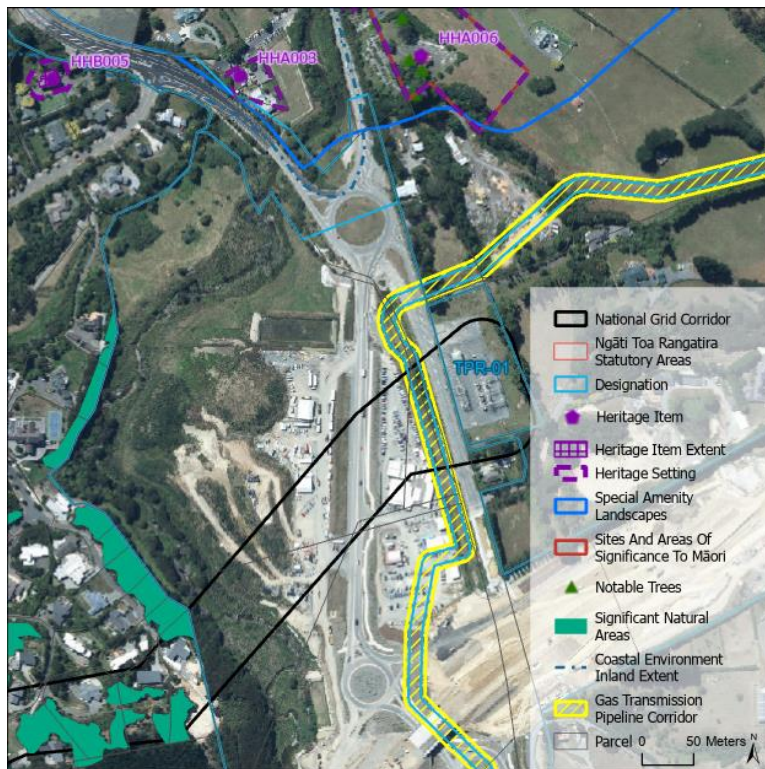 HHB005
HHA003
HHA006
TPR-01
National Grid Corridor
Ngāti Toa Rangatira
Statutory Areas
Designation
Heritage Item
Heritage Item Extent
Heritage Setting
Special Amenity
Landscapes
Sites And Areas Of
Significance To Māori
Notable Trees
Significant Natural
Areas
Coastal Environment
Inland Extent
Gas Transmission
Pipeline Corridor
Parcel 0 50 Meters N